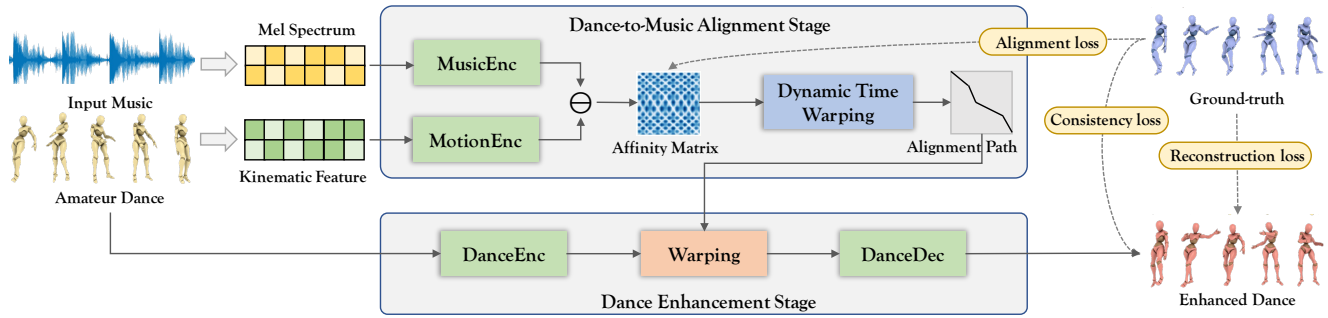 Mel Spectrum
Dance-to-Music Alignment Stage
Input Music
MusicEnc
Alignment loss
MotionEnc
Dynamic Time
Warping
Ground-truth
Consistency loss
Kinematic Feature
Affinity Matrix
Alignment Path
Reconstruction loss
Amateur Dance
DanceEnc
Warping
DanceDec
Dance Enhancement Stage
Enhanced Dance